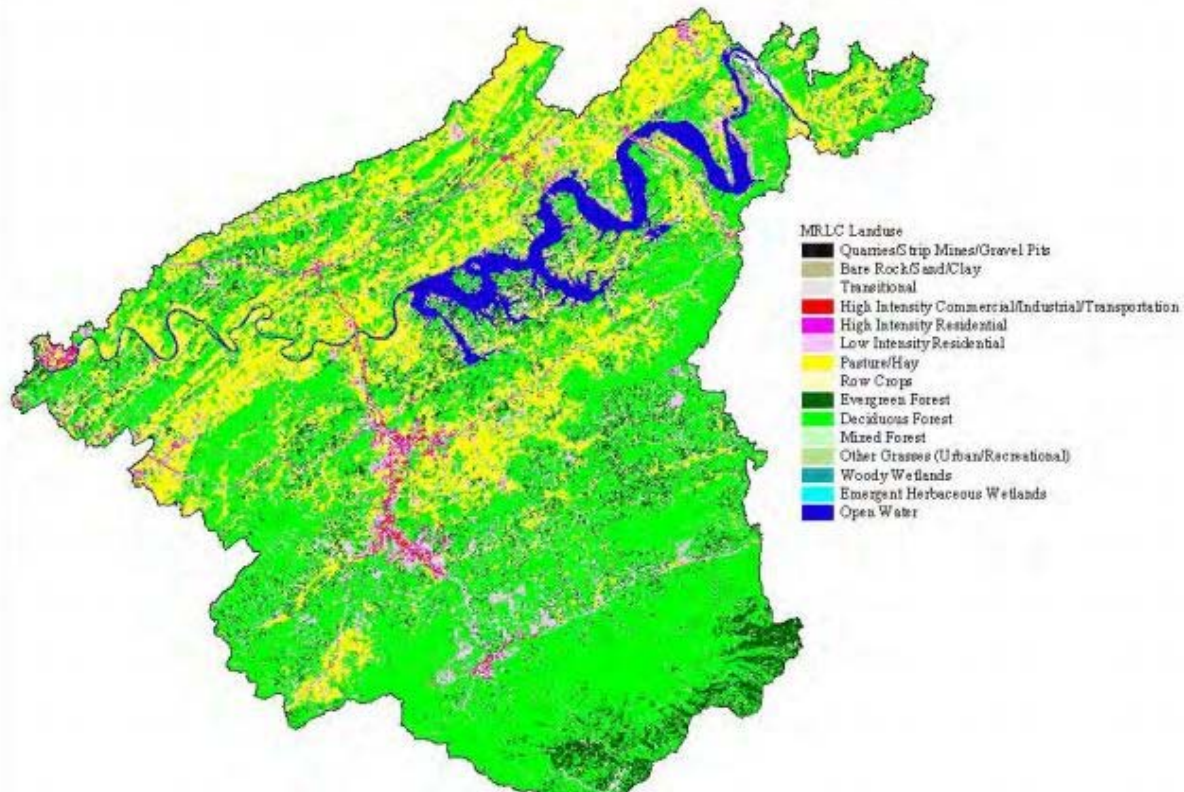 MRLC Landuse
Quarries/Strip Mines/Gravel Pits
Bare Rock/Sand/Clay
Transitional
High Intensity Commercial/Industrial/Transportation
High Intensity Residential
Low Intensity Residential
Pasture/Hay
Row Crops
Evergreen Forest
Deciduous Forest
Mixed Forest
Other Grasses (Urban/Recreational)
Woody Wetlands
Emergent Herbaceous Wetlands
Open Water